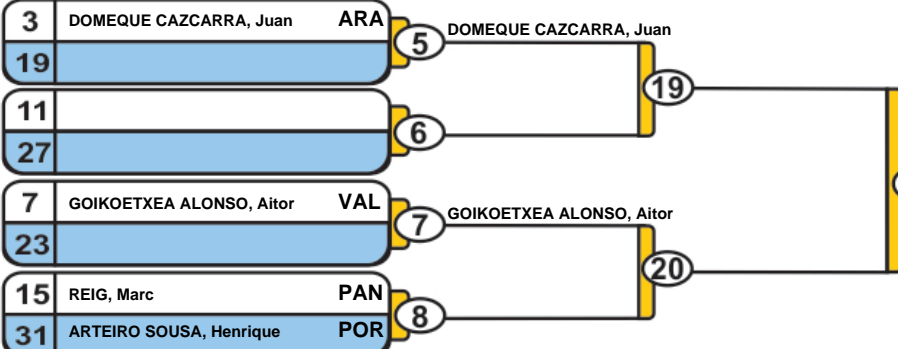 3 DOMEQUE CAZCARRA, Juan ARA
19
5
DOMEQUE CAZCARRA, Juan
11
27
6
19
7 GOIKOETXEA ALONSO, Aitor VAL
23
7
GOIKOETXEA ALONSO, Aitor
15 REIG, Marc PAN
31 ARTEIRO SOUSA, Henrique POR
8
20